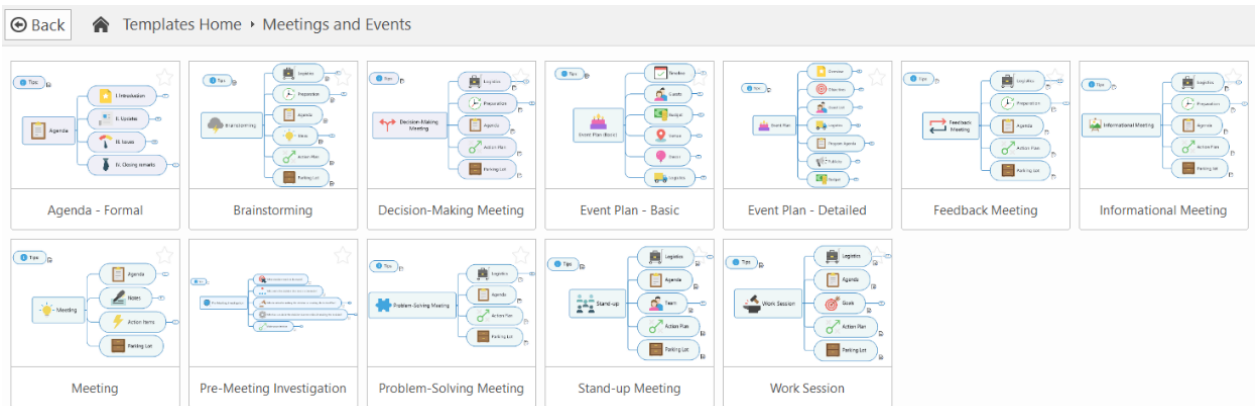 Back
Templates Home › Meetings and Events
Tips
Agenda
I. Introduction
II. Updates
III. Issues
IV. Closing remarks
Agenda - Formal
Tips
Brainstorming
Logistics
Preparation
Agenda
Ideas
Action Plan
Parking Lot
Brainstorming
Tips
Decision-Making
Meeting
Logistics
Preparation
Agenda
Action Plan
Parking Lot
Decision-Making Meeting
Tips
Event Plan (Basic)
Timeline
Guests
Budget
Venue
Logistics
Event Plan - Basic
Tips
Event Plan
Overview
Objectives
Logistics
Program Agenda
Publicity
Budget
Event Plan - Detailed
Tips
Feedback
Meeting
Logistics
Preparation
Agenda
Action Plan
Parking Lot
Feedback Meeting
Tips
Informational Meeting
Logistics
Preparation
Agenda
Action Plan
Parking Lot
Informational Meeting
Tips
Meeting
Agenda
Notes
Action Items
Parking Lot
Meeting
Pre-Meeting Investigation
Tips
Problem-Solving Meeting
Logistics
Agenda
Action Plan
Parking Lot
Problem-Solving Meeting
Tips
Stand-up
Logistics
Agenda
Team
Action Plan
Parking Lot
Stand-up Meeting
Tips
Work Session
Logistics
Agenda
Goals
Action Plan
Parking Lot
Work Session